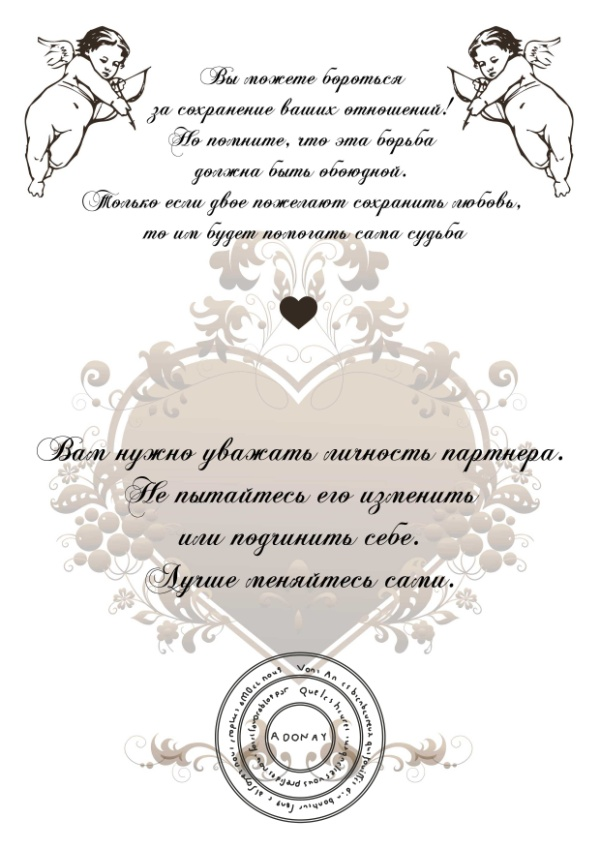 Вы можете бороться
за сохранение ваших отношений!
Но помните, что эта борьба
должна быть обоюдной.
Только если двое пожелают сохранить любовь,
то им будет помогать сама судьба
Вам нужно уважать личность партнера.
Не пытайтесь его изменить
или подчинить себе.
Лучше меняйтесь сами.
ADONAY